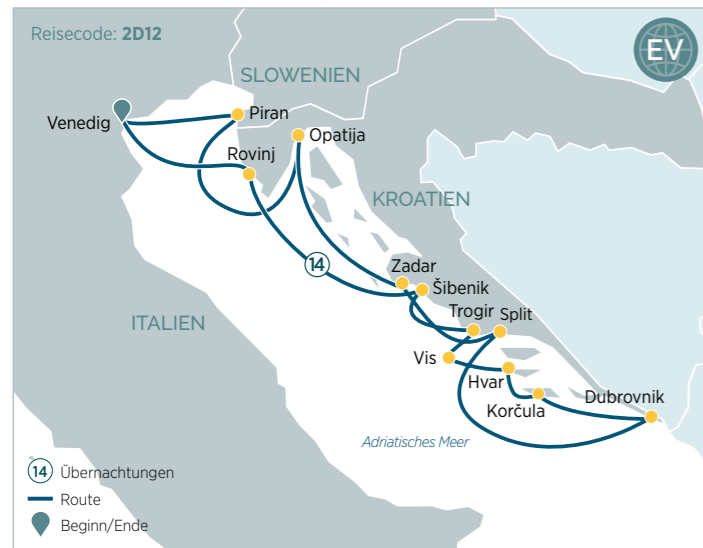 Reisecode: 2D12
EV
SLOWENIEN
Venedig
Piran
Opatija
Rovinj
KROATIEN
14
Zadar
Šibenik
ITALIEN
Trogir
Split
Vis
Hvar
Korčula
Dubrovnik
Adriatisches Meer
14 Übernachtungen
Route
Beginn/Ende